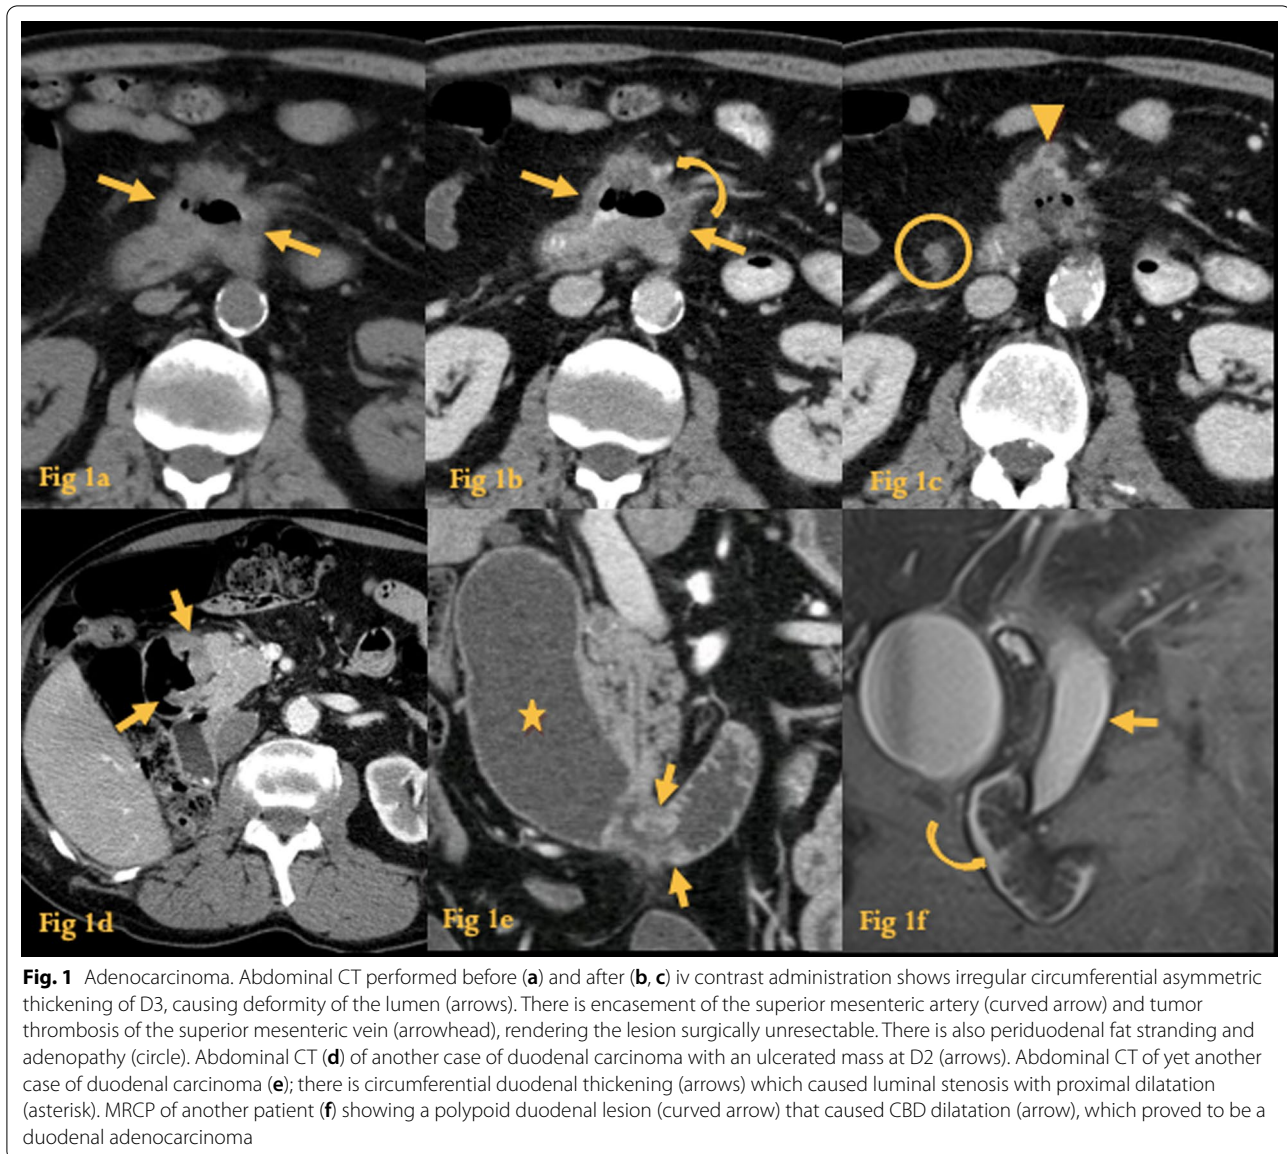 Fig 1a
Fig 1b
Fig 1c
Fig 1d
Fig 1e
Fig 1f
Fig. 1 Adenocarcinoma. Abdominal CT performed before (a) and after (b, c) iv contrast administration shows irregular circumferential asymmetric
thickening of D3, causing deformity of the lumen (arrows). There is encasement of the superior mesenteric artery (curved arrow) and tumor
thrombosis of the superior mesenteric vein (arrowhead), rendering the lesion surgically unresectable. There is also periduodenal fat stranding and
adenopathy (circle). Abdominal CT (d) of another case of duodenal carcinoma with an ulcerated mass at D2 (arrows). Abdominal CT of yet another
case of duodenal carcinoma (e); there is circumferential duodenal thickening (arrows) which caused luminal stenosis with proximal dilatation
(asterisk). MRCP of another patient (f) showing a polypoid duodenal lesion (curved arrow) that caused CBD dilatation (arrow), which proved to be a
duodenal adenocarcinoma